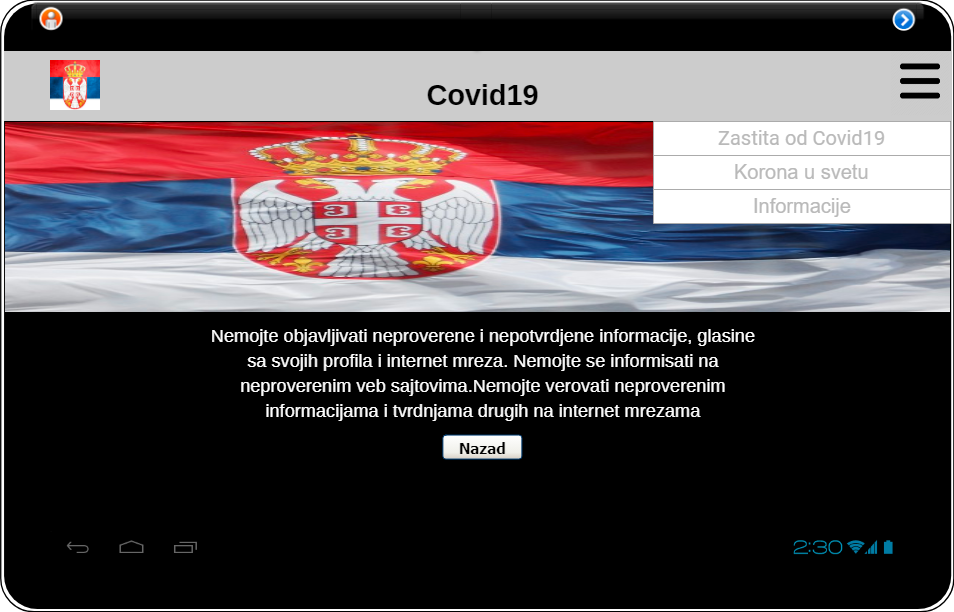 Covid19
Zastita od Covid19
Korona u svetu
Informacije
Nemojte objavljivati neproverene i nepotvrdjene informacije, glasine
sa svojih profila i internet mreza. Nemojte se informisati na
neproverenim veb sajtovima.Nemojte verovati neproverenim
informacijama i tvrdnjama drugih na internet mrezama
Nazad
2:30